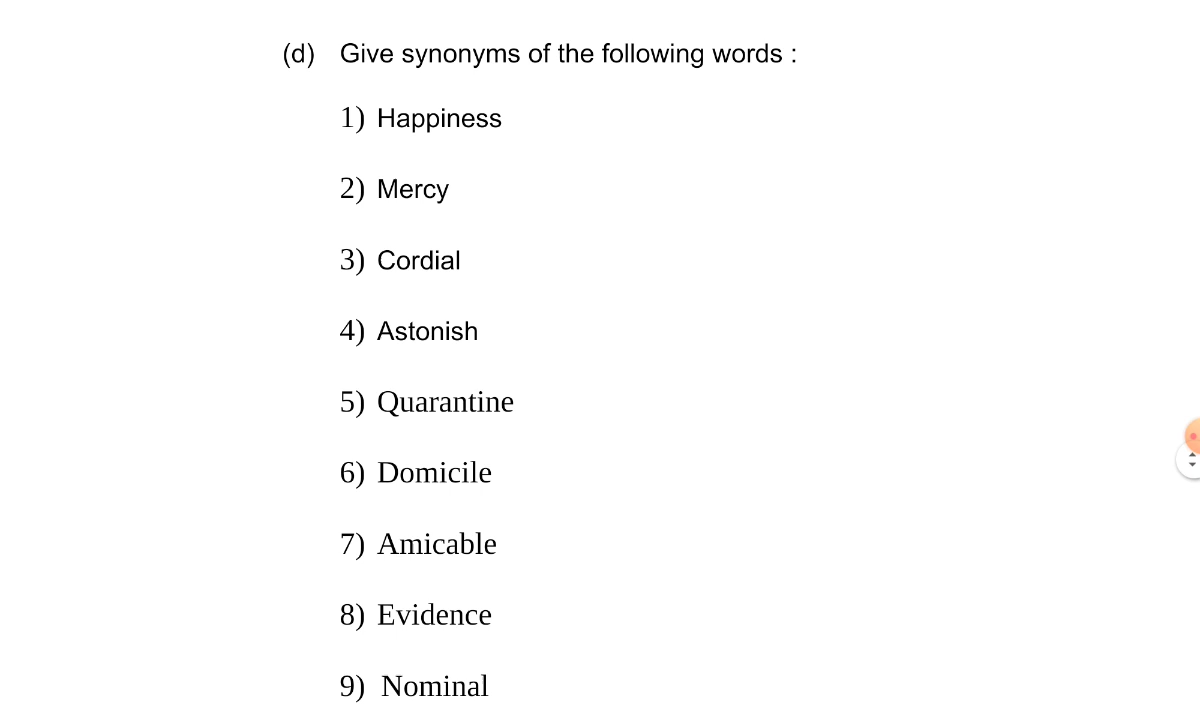 (d) Give synonyms of the following words :
1) Happiness
2) Mercy
3) Cordial
4) Astonish
5) Quarantine
6) Domicile
7) Amicable
8) Evidence
9) Nominal